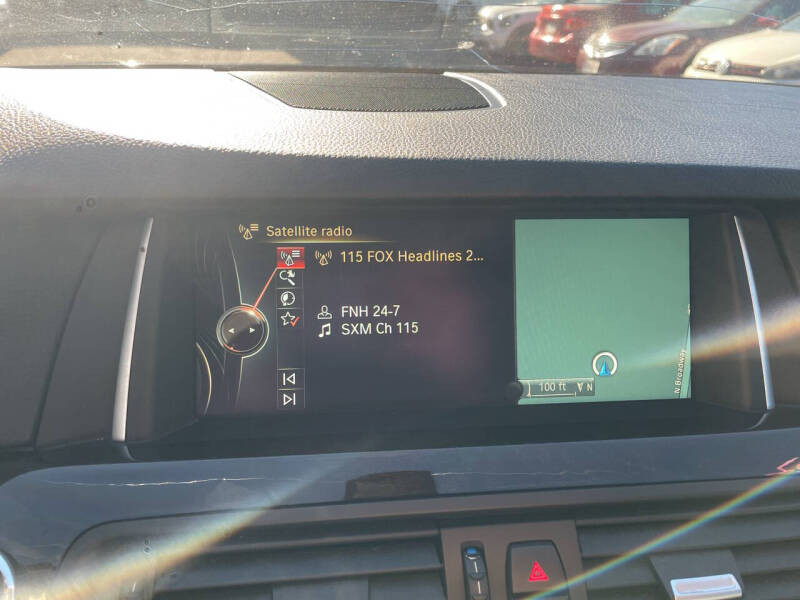 Satellite radio
115 FOX Headlines 2...
FNH 24-7
SXM Ch 115
100 ft
N
N Broadway